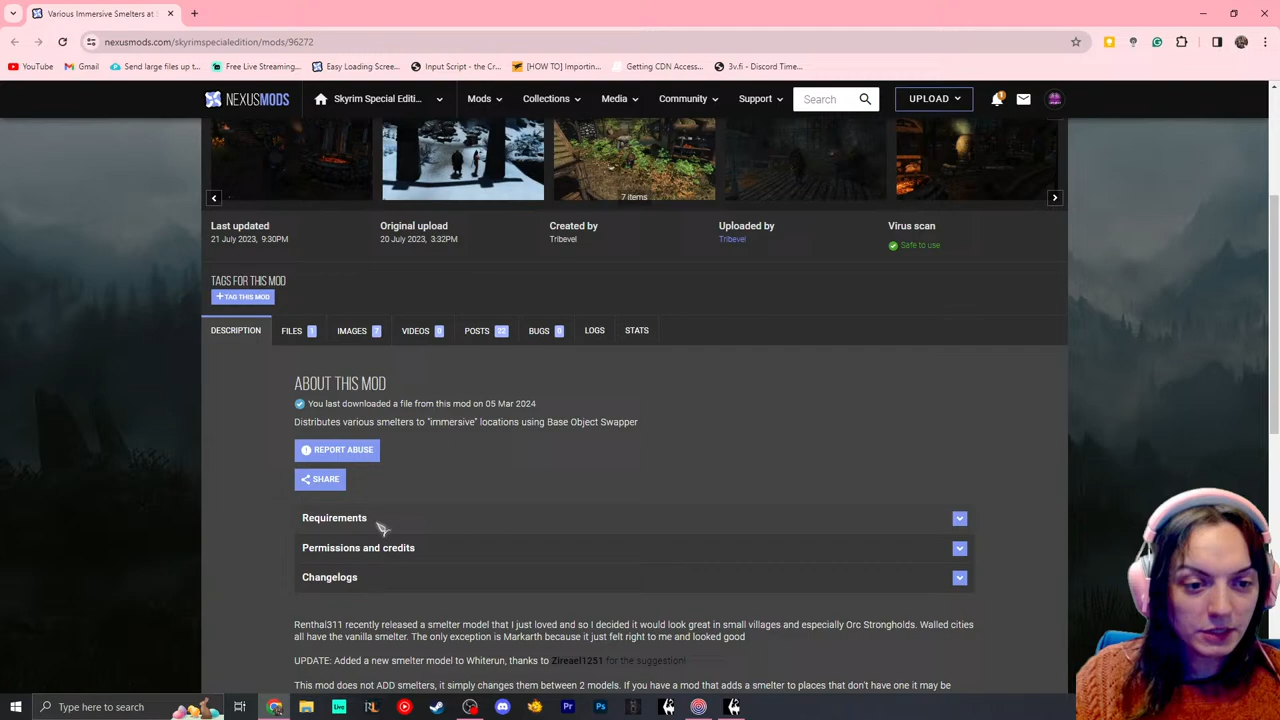 Various Immersive Smelters at
nexusmods.com/skyrimspecialedition/mods/96272
YouTube
Gmail
Send large files up t...
Free Live Streaming...
Easy Loading Scree...
Input Script - the Cr...
[HOW TO] Importin...
Getting CDN Access...
3v.fi - Discord Time...
NEXUSMODS
Skyrim Special Editi...
Mods
Collections
Media
Community
Support
Search
UPLOAD
7 items
Last updated
21 July 2023, 9:30PM
Original upload
20 July 2023, 3:32PM
Created by
Tribevel
Uploaded by
Tribevel
Virus scan
Safe to use
TAGS FOR THIS MOD
+ TAG THIS MOD
DESCRIPTION
FILES 1
IMAGES 7
VIDEOS 0
POSTS 22
BUGS 0
LOGS
STATS
ABOUT THIS MOD
You last downloaded a file from this mod on 05 Mar 2024
Distributes various smelters to "immersive" locations using Base Object Swapper
REPORT ABUSE
SHARE
Requirements
Permissions and credits
Changelogs
Renthal311 recently released a smelter model that I just loved and so I decided it would look great in small villages and especially Orc Strongholds. Walled cities
all have the vanilla smelter. The only exception is Markarth because it just felt right to me and looked good
UPDATE: Added a new smelter model to Whiterun, thanks to Zireael1251 for the suggestion!
This mod does not ADD smelters, it simply changes them between 2 models. If you have a mod that adds a smelter to places that don't have one it may be
Type here to search